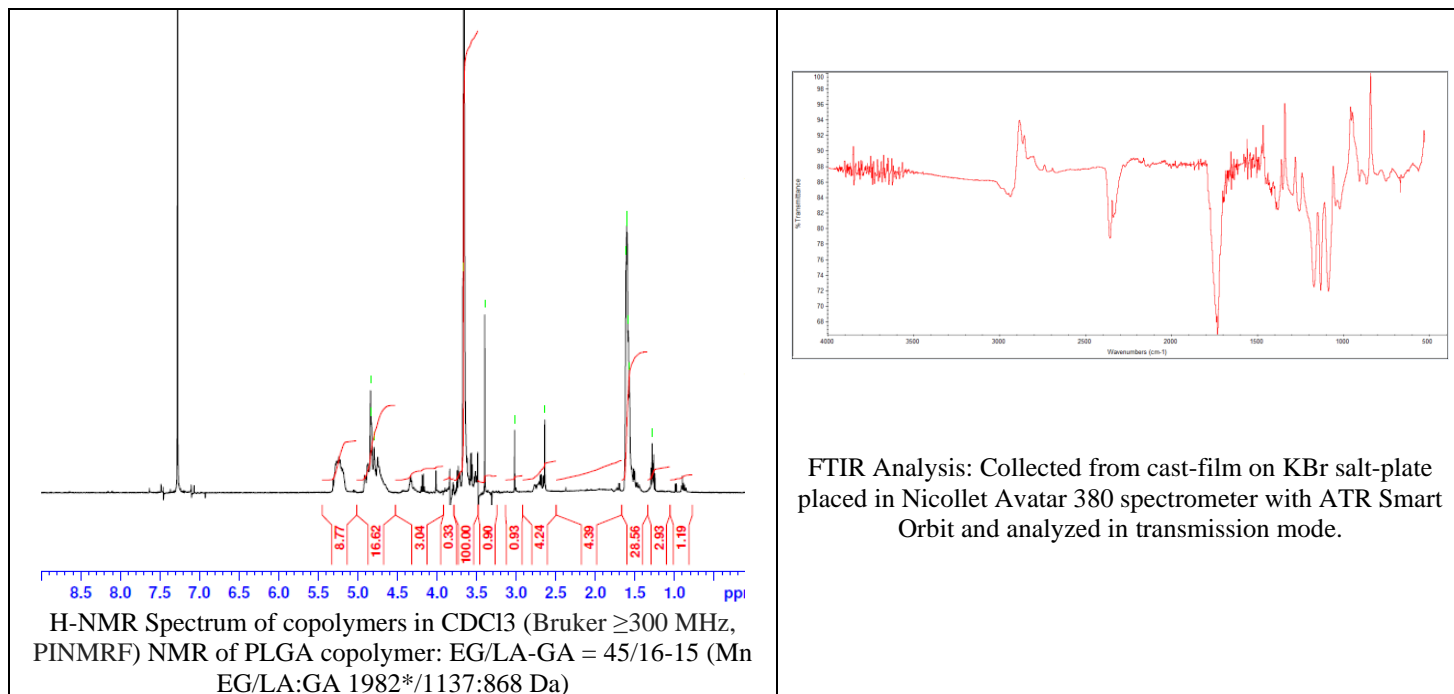 8.77
16.62
3.04
0.33
100.00
0.90
0.93
4.24
4.39
28.56
2.93
1.19
8.5 8.0 7.5 7.0 6.5 6.0 5.5 5.0 4.5 4.0 3.5 3.0 2.5 2.0 1.5 1.0 ppm
H-NMR Spectrum of copolymers in CDCl3 (Bruker ≥300 MHz,
PINMRF) NMR of PLGA copolymer: EG/LA-GA = 45/16-15 (Mn
EG/LA:GA 1982*/1137:868 Da)
100
98
96
94
92
90
88
86
84
82
80
78
76
74
72
70
68
%Transmittance
4000 3500 3000 2500 2000 1500 1000 500
Wavenumbers (cm-1)
FTIR Analysis: Collected from cast-film on KBr salt-plate
placed in Nicollet Avatar 380 spectrometer with ATR Smart
Orbit and analyzed in transmission mode.